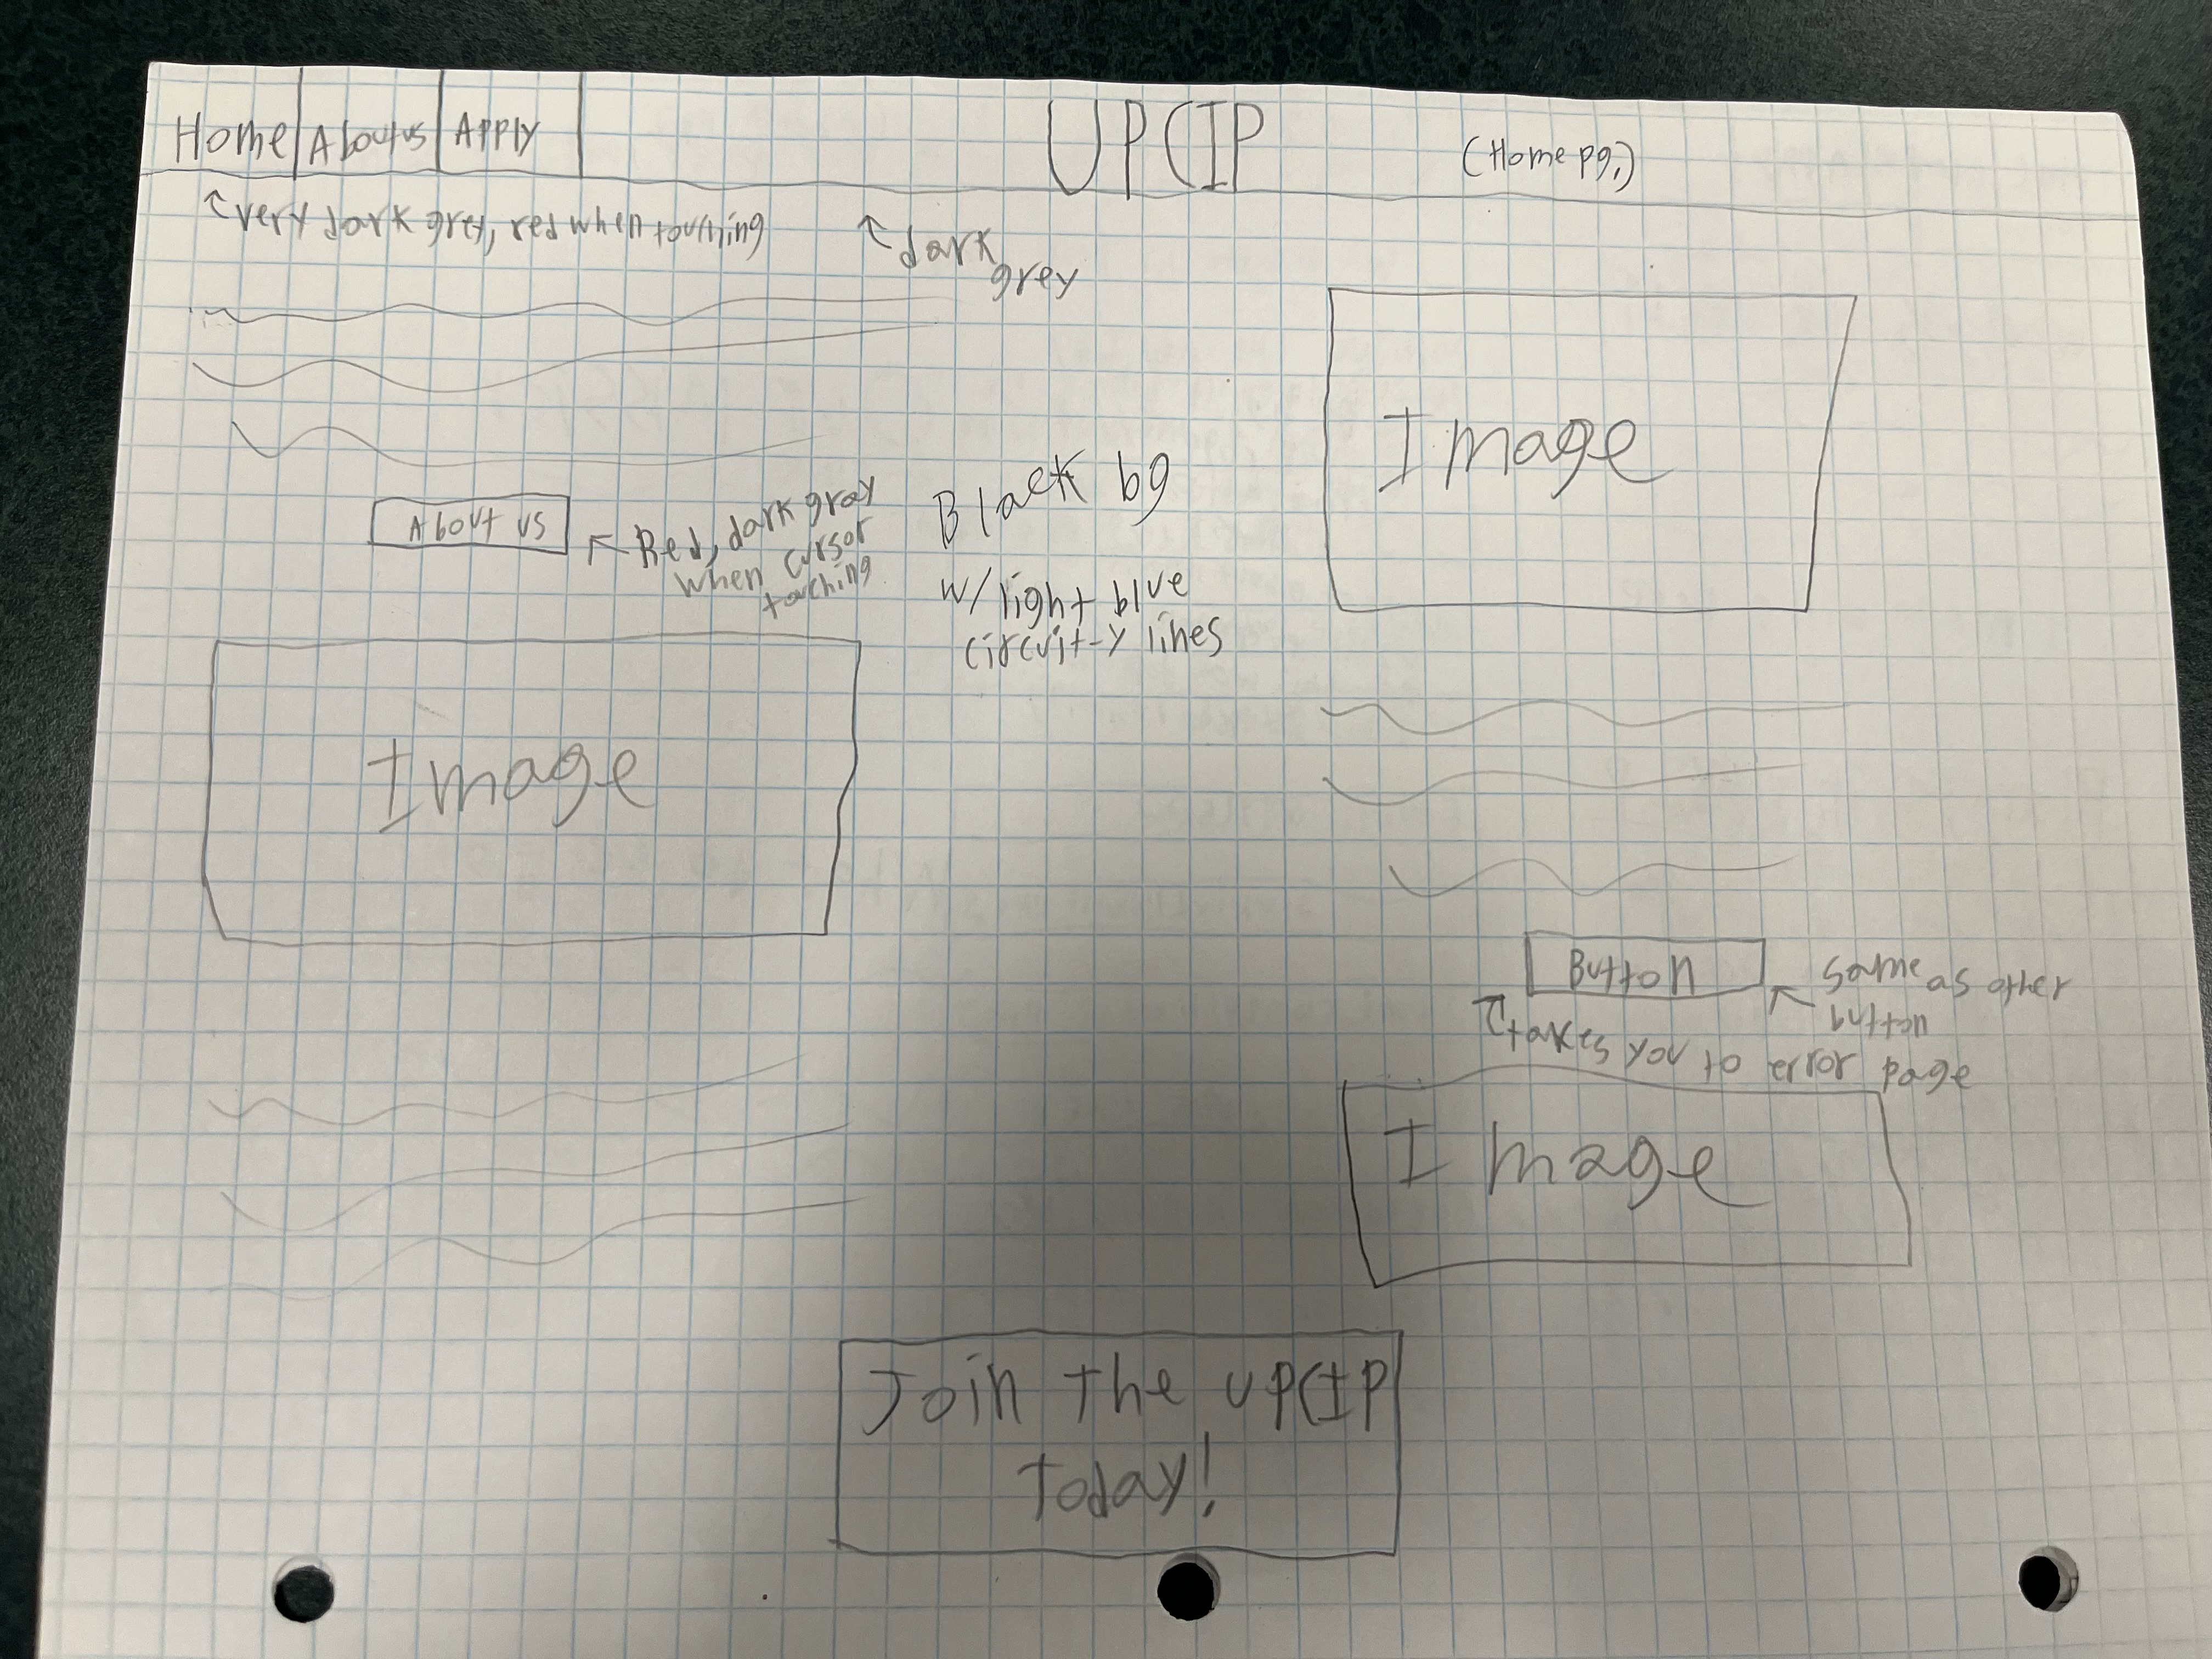 Home About us Apply UPCIP (Home pg.)
very dark grey, red when touching
dark
grey
Image
Black bg
w/ light blue
circuit-y lines
About us
Red, dark gray
when cursor
touching
Image
Button
same as other
button
takes you to error page
Image
Join the UPCIP
Today!